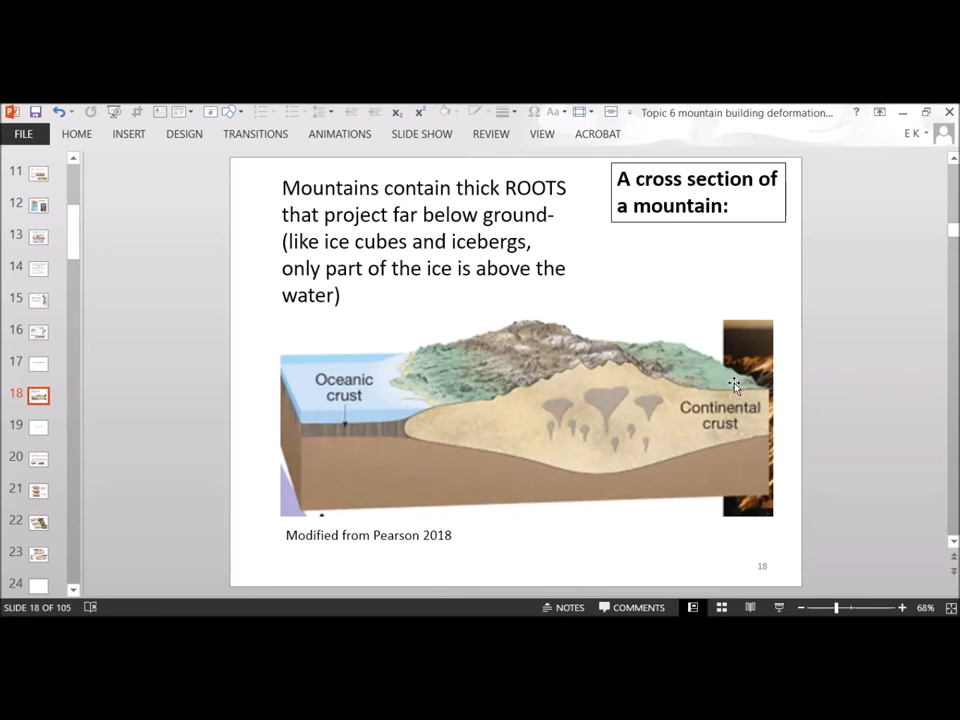 Topic 6 mountain building deformation...
FILE HOME INSERT DESIGN TRANSITIONS ANIMATIONS SLIDE SHOW REVIEW VIEW ACROBAT E K
11
12
13
14
15
16
17
18
19
20
21
22
23
24
Mountains contain thick ROOTS
that project far below ground-
(like ice cubes and icebergs,
only part of the ice is above the
water)
A cross section of
a mountain:
Oceanic
crust
Continental
crust
Modified from Pearson 2018
18
SLIDE 18 OF 105 NOTES COMMENTS 68%